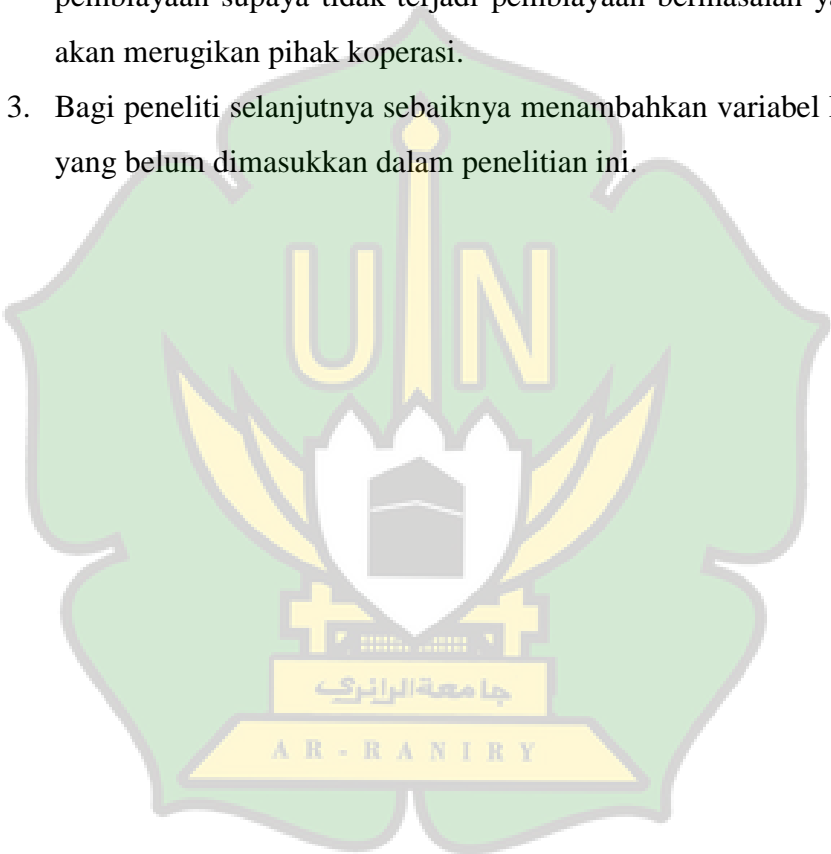 pembiayaan supaya tidak terjadi pembiayaan bermasalah
akan merugikan pihak koperasi.
3. Bagi peneliti selanjutnya sebaiknya menambahkan variabel
yang belum dimasukkan dalam penelitian ini.
UIN
جامعة الرانري
AR-RANIRY